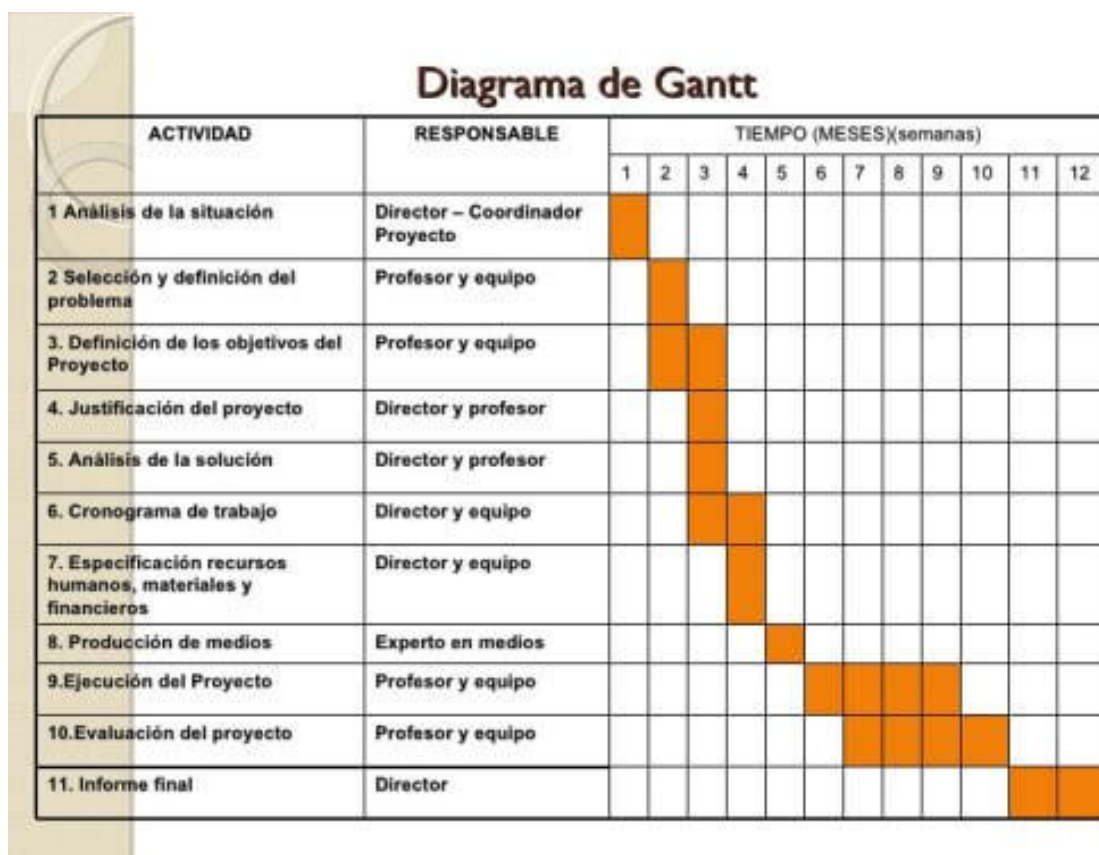 Diagrama de Gantt
ACTIVIDAD RESPONSABLE TIEMPO (MESES)(semanas)
1 2 3 4 5 6 7 8 9 10 11 12
1 Análisis de la situación Director – Coordinador
Proyecto
2 Selección y definición del
problema Profesor y equipo
3. Definición de los objetivos del
Proyecto Profesor y equipo
4. Justificación del proyecto Director y profesor
5. Análisis de la solución Director y profesor
6. Cronograma de trabajo Director y equipo
7. Especificación recursos
humanos, materiales y
financieros Director y equipo
8. Producción de medios Experto en medios
9.Ejecución del Proyecto Profesor y equipo
10.Evaluación del proyecto Profesor y equipo
11. Informe final Director